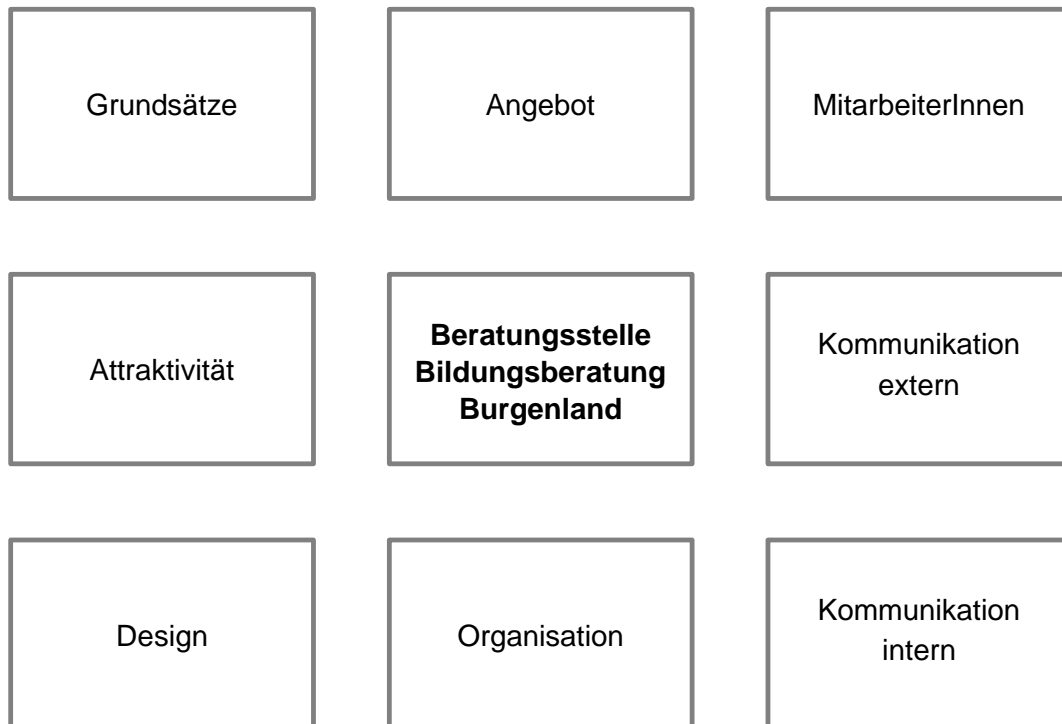 Grundsätze
Angebot
MitarbeiterInnen
Attraktivität
Beratungsstelle
Bildungsberatung
Burgenland
Kommunikation
extern
Design
Organisation
Kommunikation
intern